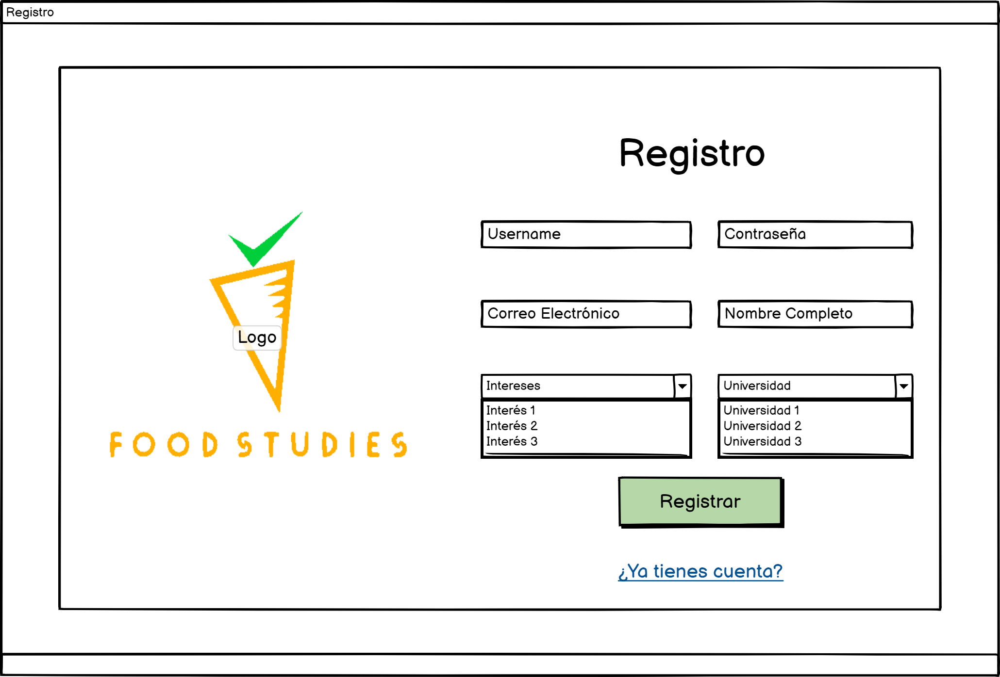 Registro
Registro
Username
Contraseña
Correo Electrónico
Nombre Completo
Logo
Intereses
Universidad
Interés 1
Interés 2
Interés 3
Universidad 1
Universidad 2
Universidad 3
FOOD STUDIES
Registrar
¿Ya tienes cuenta?